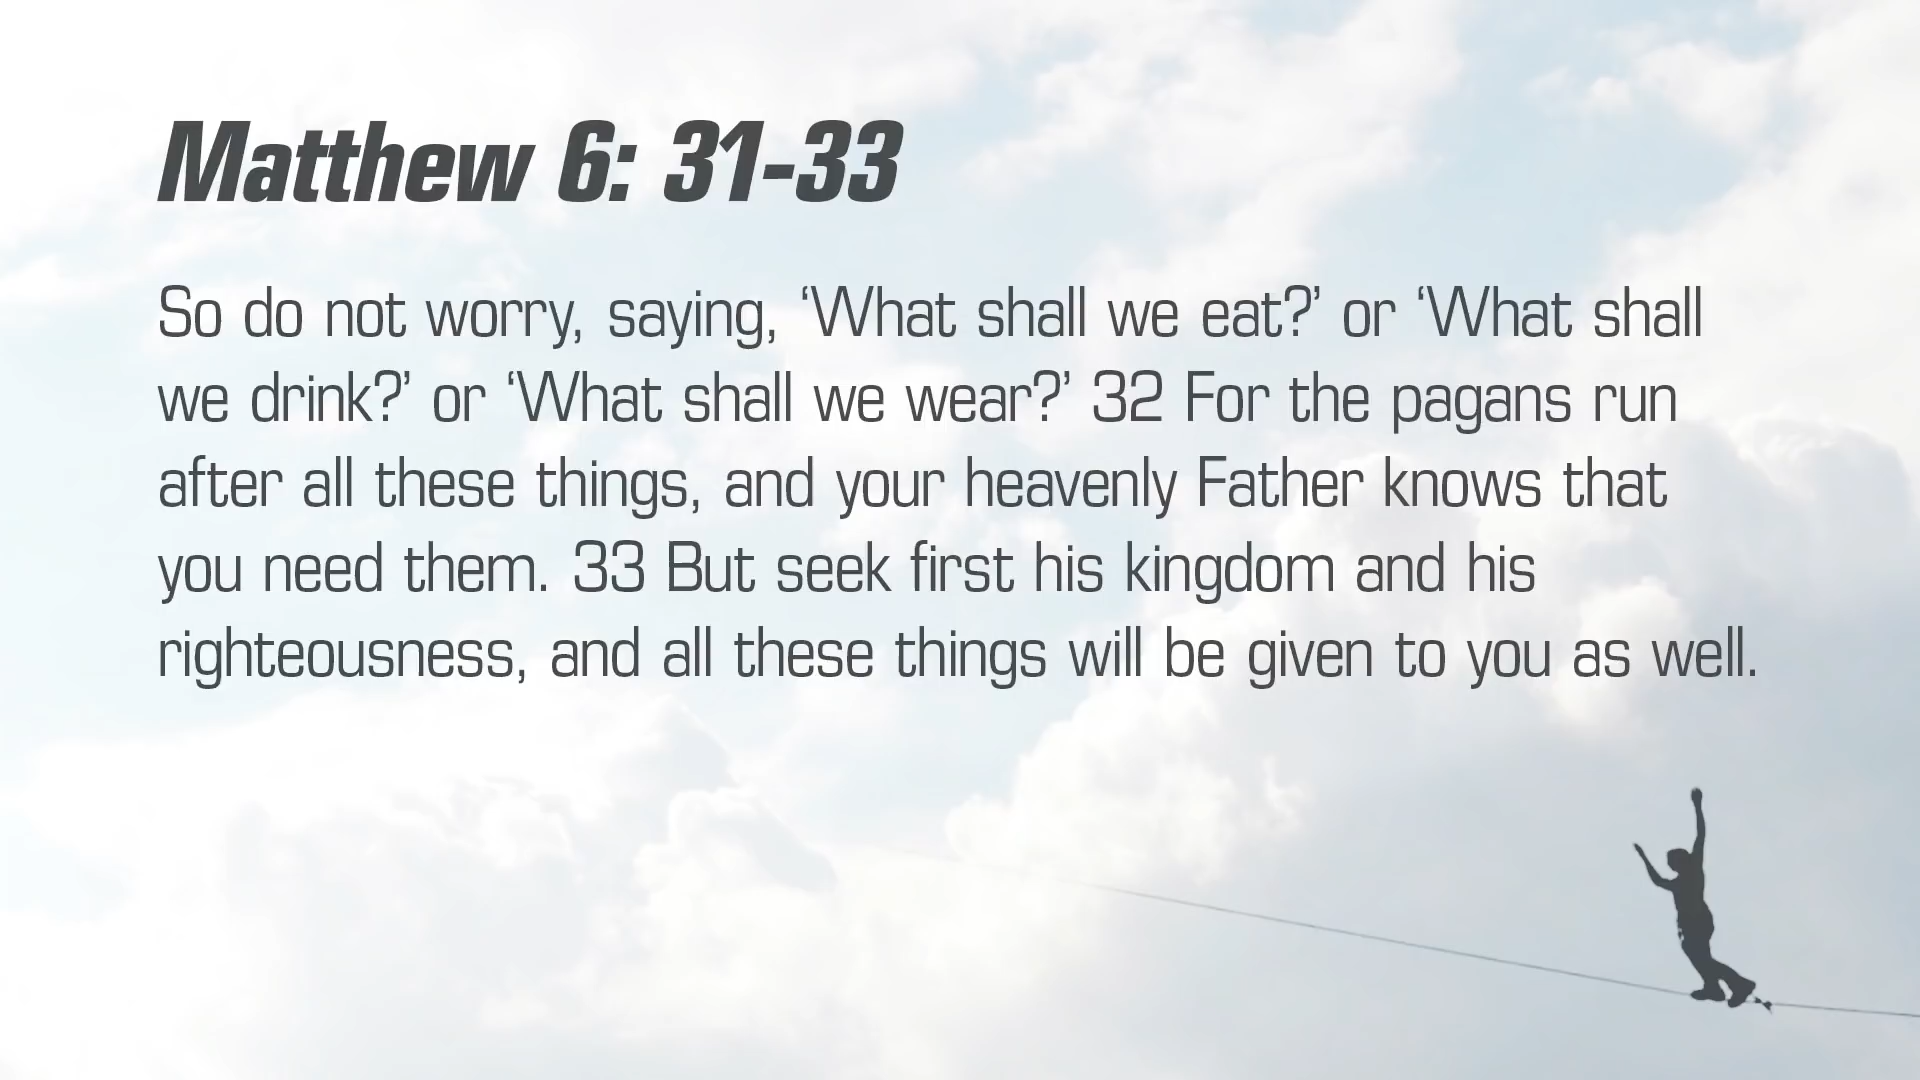 Matthew 6: 31-33
So do not worry, saying, ‘What shall we eat?’ or ‘What shall
we drink?’ or ‘What shall we wear?’ 32 For the pagans run
after all these things, and your heavenly Father knows that
you need them. 33 But seek first his kingdom and his
righteousness, and all these things will be given to you as well.